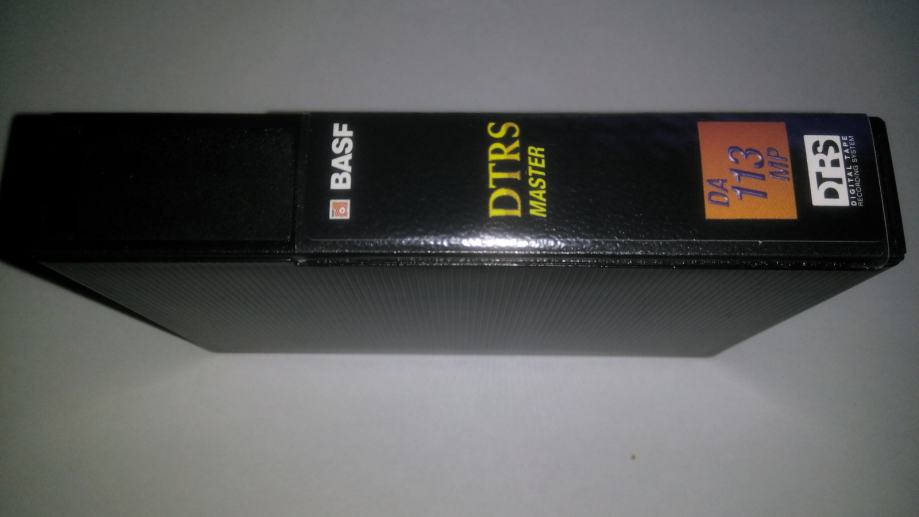 BASF
DTRS
MASTER
DA
113
MP
DTRS
DIGITAL TAPE
RECORDING SYSTEM